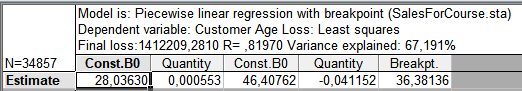 Model is: Piecewise linear regression with breakpoint (SalesForCourse.sta)
Dependent variable: Customer Age Loss: Least squares
Final loss:1412209,2810 R= ,81970 Variance explained: 67,191%
N=34857 Const.B0 Quantity Const.B0 Quantity Breakpt.
Estimate 28,03630 0,000553 46,40762 -0,041152 36,38136